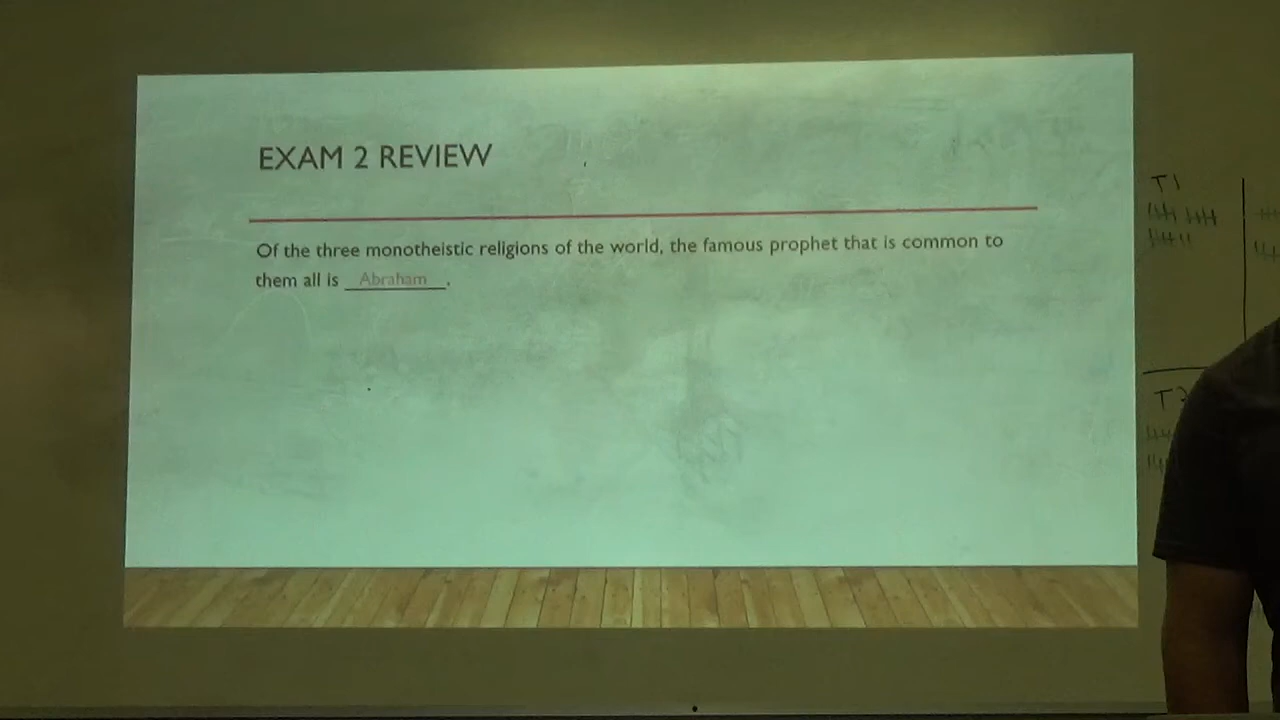 EXAM 2 REVIEW
Of the three monotheistic religions of the world, the famous prophet that is common to
them all is Abraham.
T1
T2